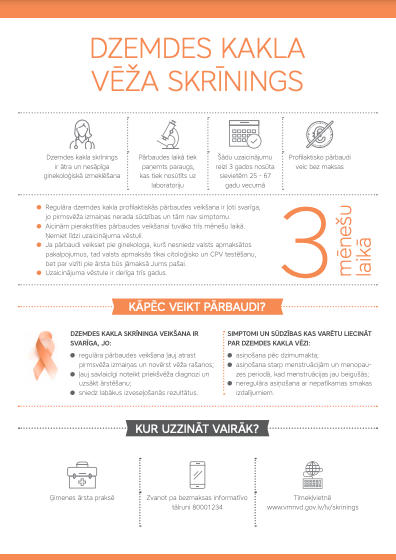 DZEMDES KAKLA
VĒŽA SKRĪNINGS
Dzemdes kakla skrīnings
ir ātra un nesāpīga
ginekoloģiskā izmeklēšana
Pārbaudes laikā tiek
paņemts paraugs,
kas tiek nosūtīts uz
laboratoriju
Šādu uzaicinājumu
reizi 3 gados nosūta
sievietēm 25 - 67
gadu vecumā
Profilaktisko pārbaudi
veic bez maksas
Regulāra dzemdes kakla profilaktiskās pārbaudes veikšana ir ļoti svarīga,
jo pirmsvēža izmaiņas nerada sūdzības un tām nav simptomu.
Aicinām pierakstīties pārbaudes veikšanai tuvāko trīs mēnešu laikā.
Ņemiet līdzi uzaicinājuma vēstuli.
Ja pārbaudi veiksiet pie ginekologa, kurš nesniedz valsts apmaksātos
pakalpojumus, tad valsts apmaksās tikai citoloģisko un CPV testēšanu,
bet par vizīti pie ārsta būs jāmaksā Jums pašai.
Uzaicinājuma vēstule ir derīga trīs gadus.
3
mēnešu
laikā
KĀPĒC VEIKT PĀRBAUDI?
DZEMDES KAKLA SKRĪNINGA VEIKŠANA IR
SVARĪGA, JO:
regulāra pārbaudes veikšana ļauj atrast
pirmsvēža izmaiņas un novērst vēža rašanos;
ļauj savlaicīgi noteikt priekšvēža diagnozi un
uzsākt ārstēšanu;
sniedz labākus izveseļošanās rezultātus.
SIMPTOMI UN SŪDZĪBAS KAS VARĒTU LIECINĀT
PAR DZEMDES KAKLA VĒZI:
asiņošana pēc dzimumakta;
asiņošana starp menstruācijām un menopau-
zes periodā, kad menstruācijas jau beigušās;
neregulāra asiņošana ar nepatīkamas smakas
izdalījumiem.
KUR UZZINĀT VAIRĀK?
Ģimenes ārsta praksē
Zvanot pa bezmaksas informatīvo
tālruni 80001234
Tīmekļvietnē
www.vmnvd.gov.lv/lv/skrinings